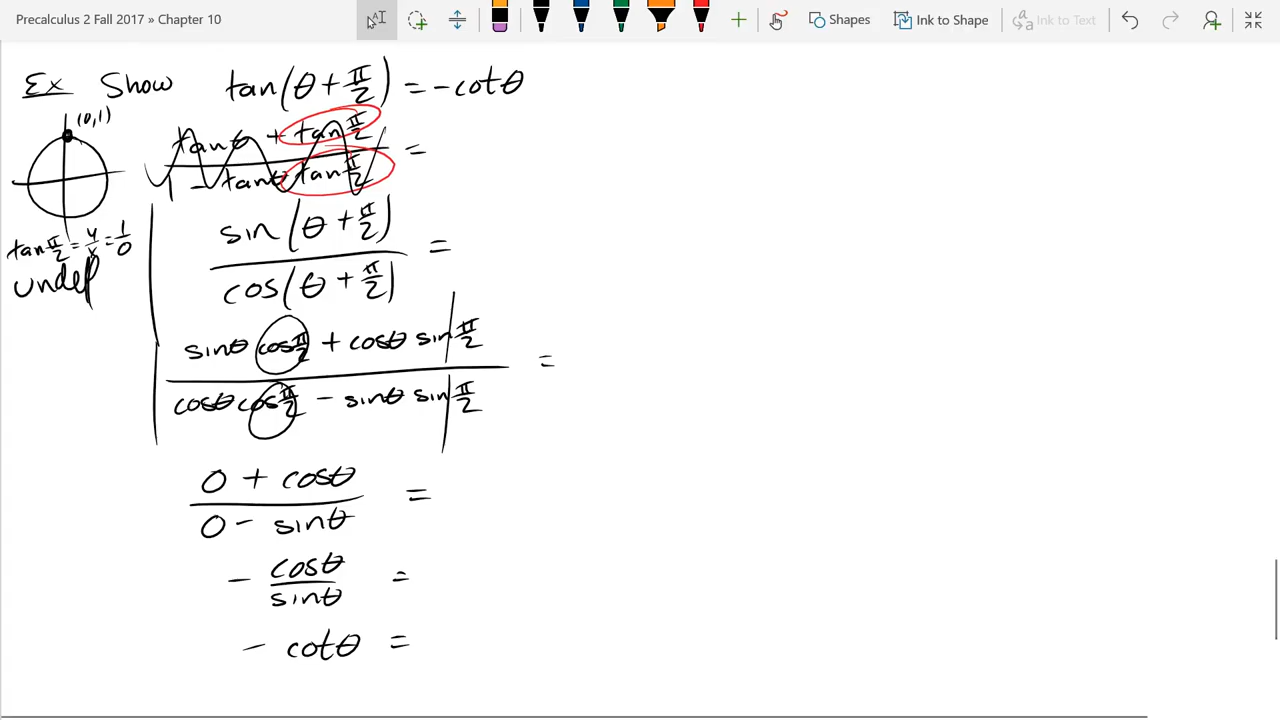 Precalculus 2 Fall 2017 » Chapter 10
Shapes
Ink to Shape
Ink to Text
Ex Show tan(θ + π/2) = -cotθ
(0,1)
tanθ + tan π/2 / 1 - tanθ tan π/2 =
tan π/2 = y/x = 1/0
undef
sin(θ + π/2) / cos(θ + π/2) =
sinθ cos π/2 + cosθ sin π/2 / cosθ cos π/2 - sinθ sin π/2 =
0 + cosθ / 0 - sinθ =
- cosθ / sinθ =
- cotθ =